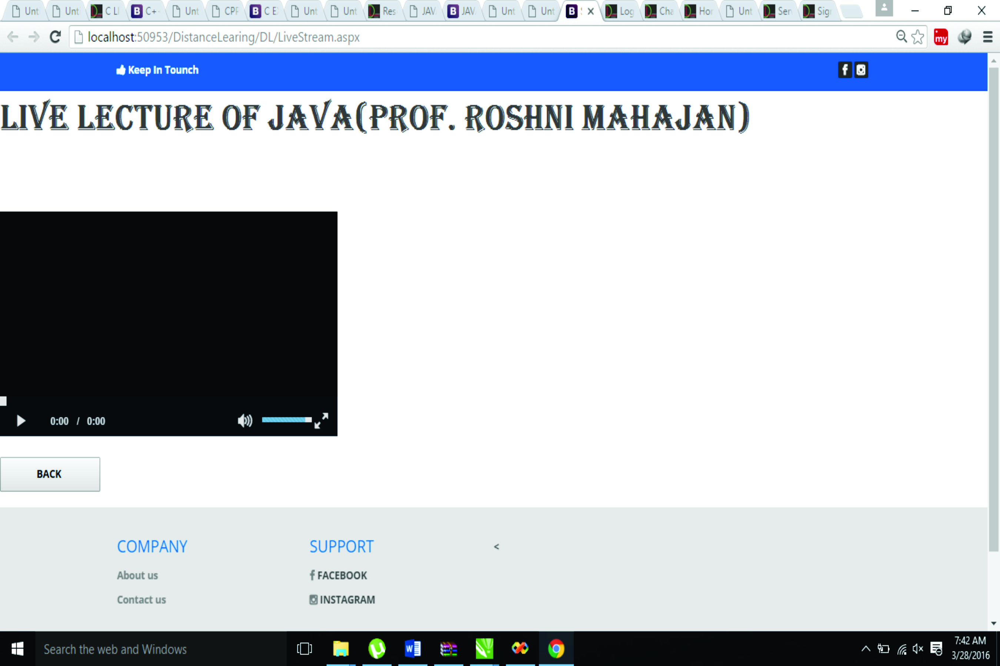 Unt Unt C LI C+ Unt CPP C E Unt Unt Res JAV JAV Unt Unt Log Cha Hor Unt Ser Sig
localhost:50953/DistanceLearing/DL/LiveStream.aspx
my
Keep In Tounch
LIVE LECTURE OF JAVA(PROF. ROSHNI MAHAJAN)
0:00 / 0:00
BACK
COMPANY SUPPORT <
About us FACEBOOK
Contact us INSTAGRAM
Search the web and Windows
7:42 AM
3/28/2016